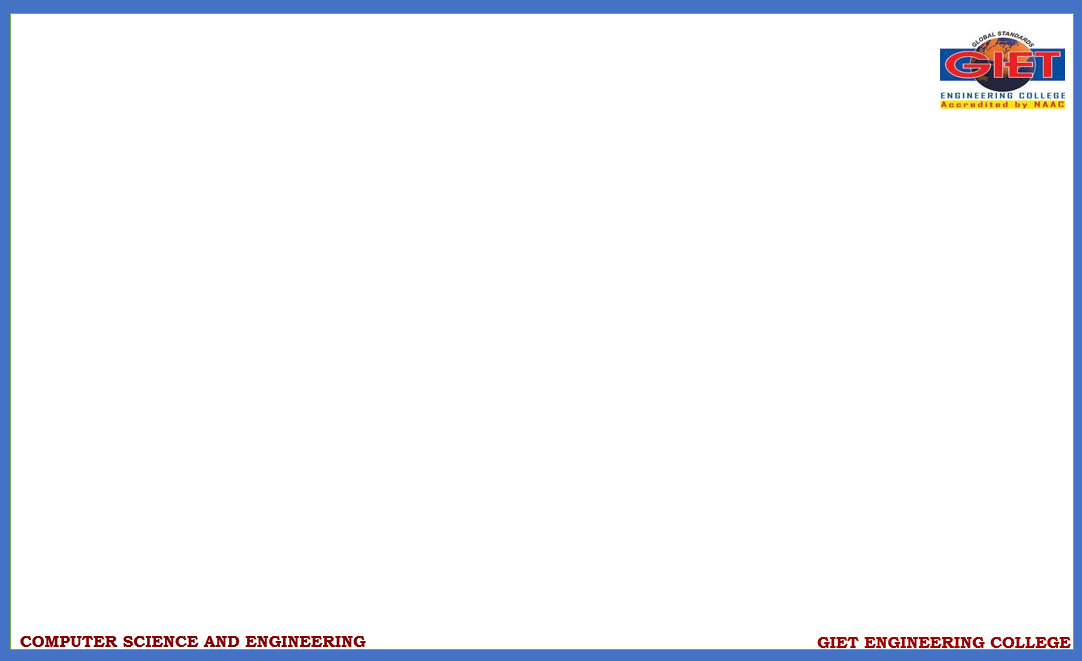 GLOBAL STANDARDS
GIET
ENGINEERING COLLEGE
Accredited by NAAC
COMPUTER SCIENCE AND ENGINEERING
GIET ENGINEERING COLLEGE